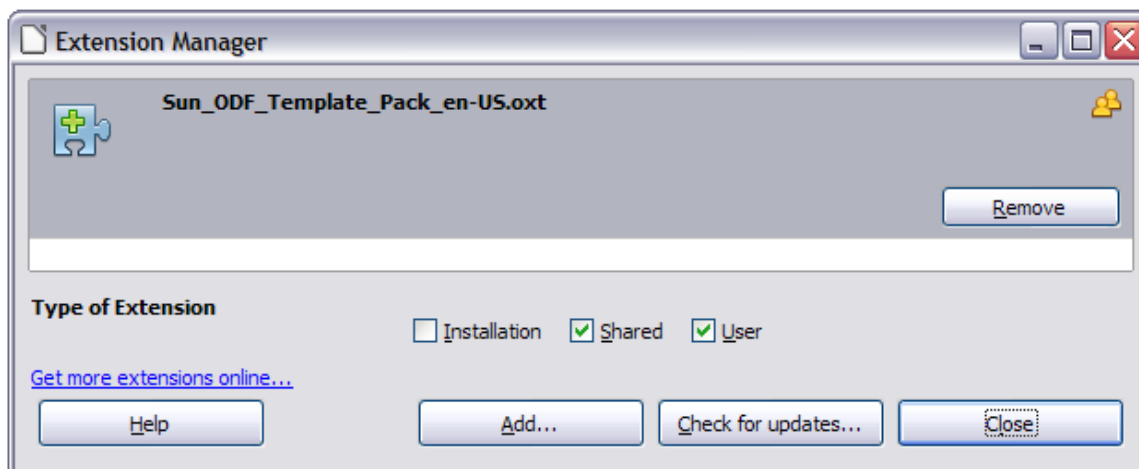 Extension Manager
Sun_ODF_Template_Pack_en-US.oxt
Remove
Type of Extension
Installation Shared User
Get more extensions online...
Help Add... Check for updates... Close